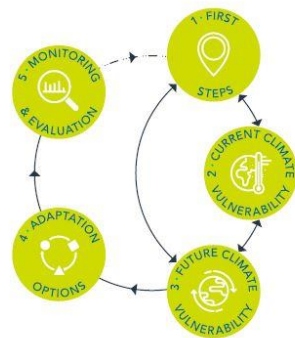 1 · FIRST
STEPS
2 · CURRENT CLIMATE
VULNERABILITY
3 · FUTURE CLIMATE
VULNERABILITY
4 · ADAPTATION
OPTIONS
5 · MONITORING
& EVALUATION